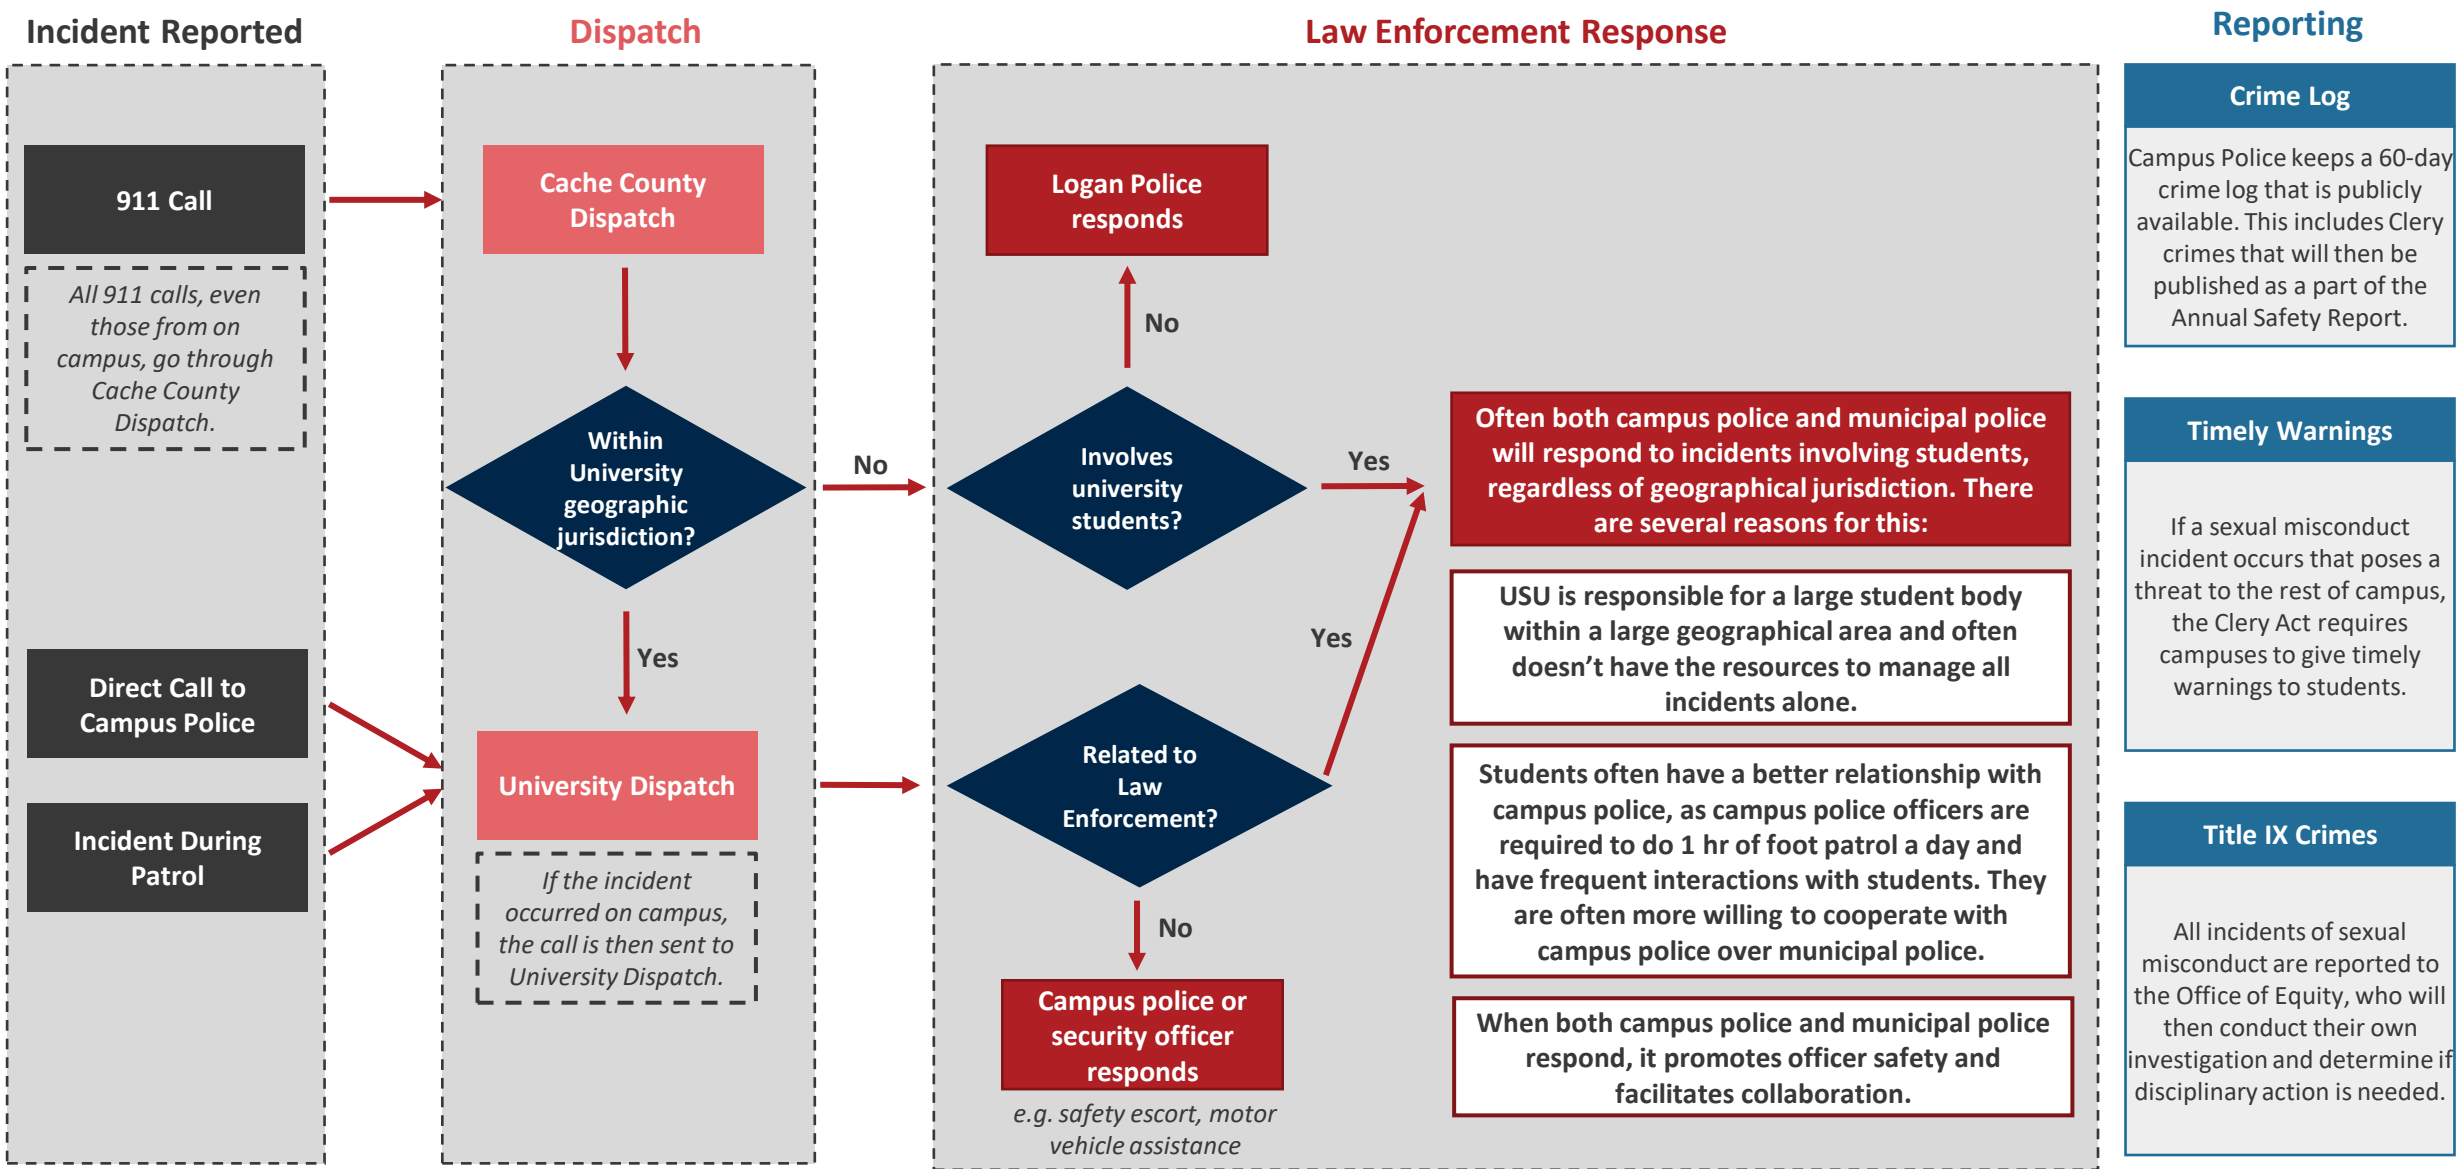 Incident Reported
911 Call
All 911 calls, even
those from on
campus, go through
Cache County
Dispatch.
Direct Call to
Campus Police
Incident During
Patrol
Dispatch
Cache County
Dispatch
Within
University
geographic
jurisdiction?
No
Yes
University Dispatch
If the incident
occurred on campus,
the call is then sent to
University Dispatch.
Law Enforcement Response
Logan Police
responds
No
Involves
university
students?
Yes
Related to
Law
Enforcement?
Yes
No
Campus police or
security officer
responds
e.g. safety escort, motor
vehicle assistance
Often both campus police and municipal police
will respond to incidents involving students,
regardless of geographical jurisdiction. There
are several reasons for this:
USU is responsible for a large student body
within a large geographical area and often
doesn’t have the resources to manage all
incidents alone.
Students often have a better relationship with
campus police, as campus police officers are
required to do 1 hr of foot patrol a day and
have frequent interactions with students. They
are often more willing to cooperate with
campus police over municipal police.
When both campus police and municipal police
respond, it promotes officer safety and
facilitates collaboration.
Reporting
Crime Log
Campus Police keeps a 60-day
crime log that is publicly
available. This includes Clery
crimes that will then be
published as a part of the
Annual Safety Report.
Timely Warnings
If a sexual misconduct
incident occurs that poses a
threat to the rest of campus,
the Clery Act requires
campuses to give timely
warnings to students.
Title IX Crimes
All incidents of sexual
misconduct are reported to
the Office of Equity, who will
then conduct their own
investigation and determine if
disciplinary action is needed.